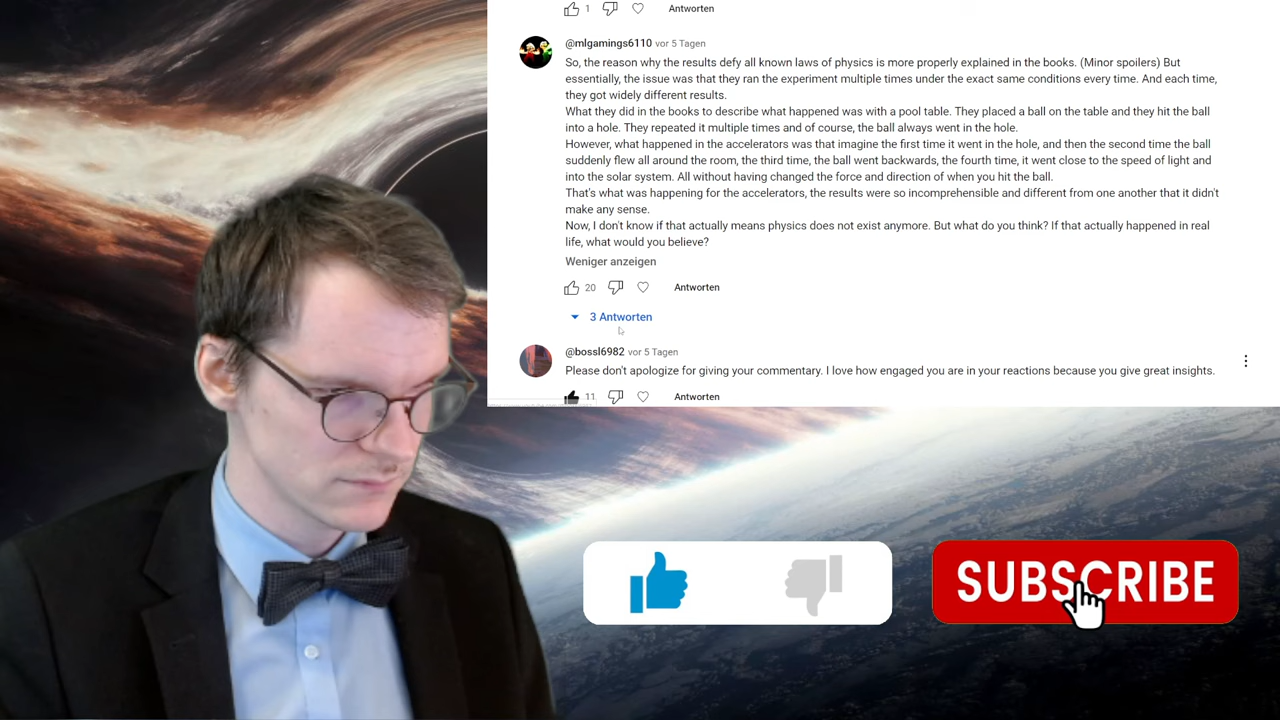 1 Antworten
@mlgamings6110 vor 5 Tagen
So, the reason why the results defy all known laws of physics is more properly explained in the books. (Minor spoilers) But
essentially, the issue was that they ran the experiment multiple times under the exact same conditions every time. And each time,
they got widely different results.
What they did in the books to describe what happened was with a pool table. They placed a ball on the table and they hit the ball
into a hole. They repeated it multiple times and of course, the ball always went in the hole.
However, what happened in the accelerators was that imagine the first time it went in the hole, and then the second time the ball
suddenly flew all around the room, the third time, the ball went backwards, the fourth time, it went close to the speed of light and
into the solar system. All without having changed the force and direction of when you hit the ball.
That's what was happening for the accelerators, the results were so incomprehensible and different from one another that it didn't
make any sense.
Now, I don't know if that actually means physics does not exist anymore. But what do you think? If that actually happened in real
life, what would you believe?
Weniger anzeigen
20 Antworten
3 Antworten
@bossl6982 vor 5 Tagen
Please don't apologize for giving your commentary. I love how engaged you are in your reactions because you give great insights.
11 Antworten
SUBSCRIBE